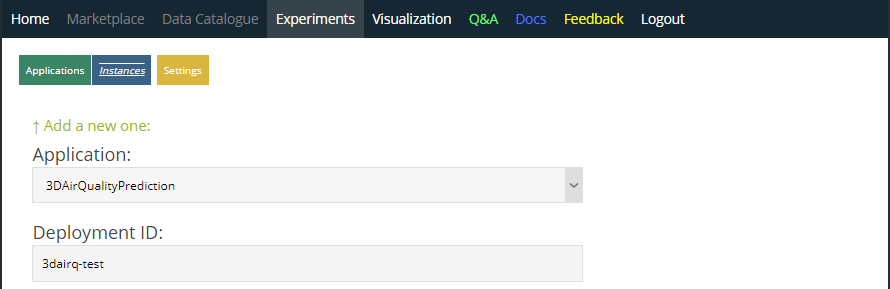 Home Marketplace Data Catalogue Experiments Visualization Q&A Docs Feedback Logout
Applications Instances Settings
↑ Add a new one:
Application:
3DAirQualityPrediction
Deployment ID:
3dairq-test